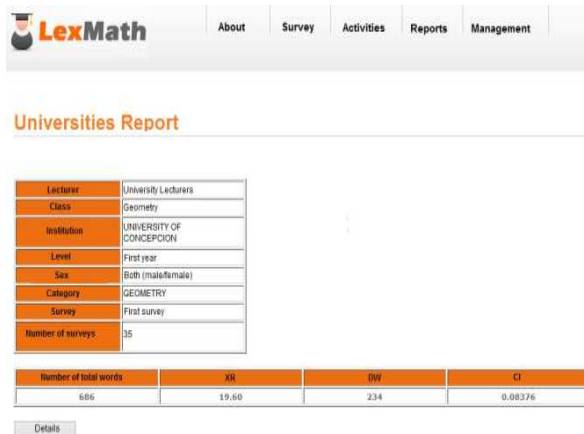 LexMath
About Survey Activities Reports Management
Universities Report
Lecturer University Lecturers
Class Geometry
Institution UNIVERSITY OF
CONCEPCION
Level First year
Sex Both (male/female)
Category GEOMETRY
Survey First survey
Number of surveys 35
Number of total words XR DW CI
686 19.60 234 0.08376
Details